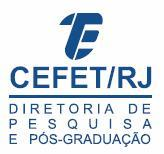 CEFET/RJ
DIRETORIA DE
PESQUISA
E PÓS-GRADUAÇÃO